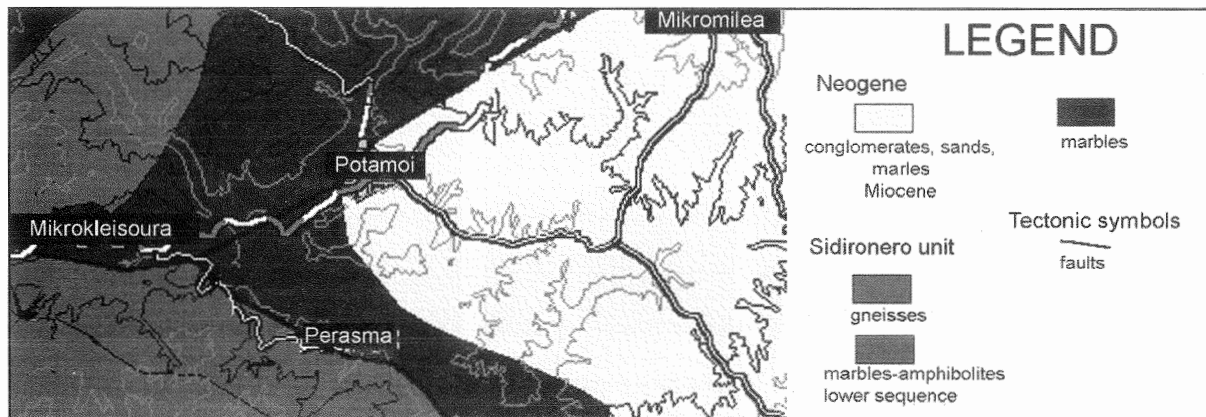 Mikromilea
Potamoi
Mikrokleisoura
Perasma
LEGEND
Neogene
conglomerates, sands,
marles
Miocene
marbles
Sidironero unit
gneisses
marbles-amphibolites
lower sequence
Tectonic symbols
faults